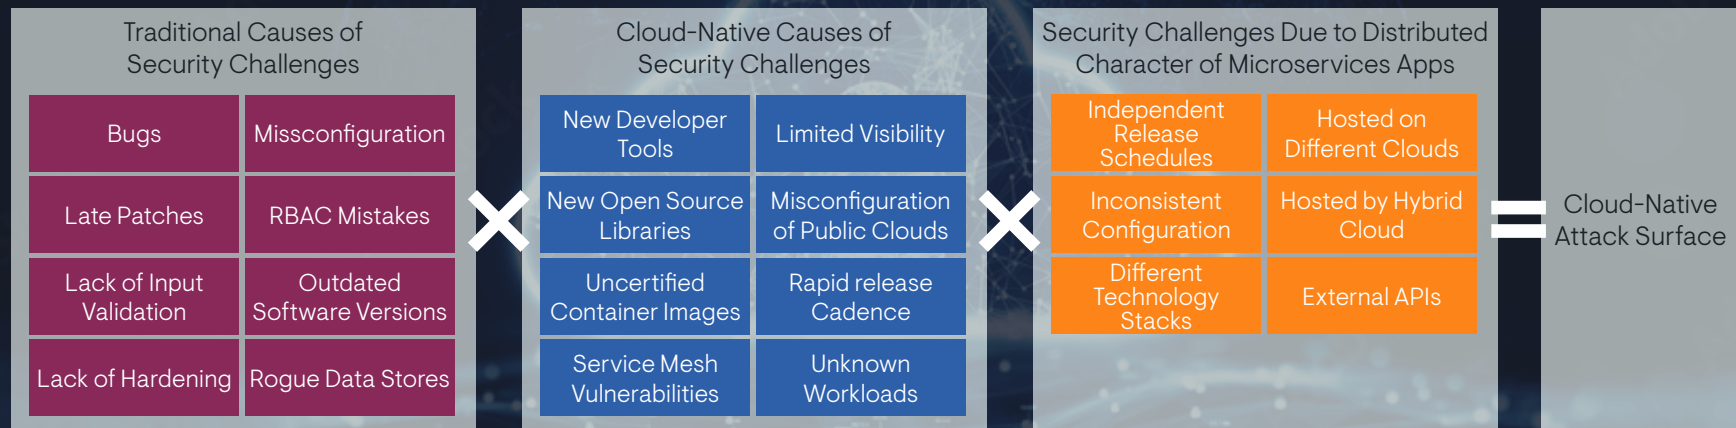 Traditional Causes of
Security Challenges
Bugs
Missconfiguration
Late Patches
RBAC Mistakes
Lack of Input
Validation
Outdated
Software Versions
Lack of Hardening
Rogue Data Stores
×
Cloud-Native Causes of
Security Challenges
New Developer
Tools
Limited Visibility
New Open Source
Libraries
Misconfiguration
of Public Clouds
Uncertified
Container Images
Rapid release
Cadence
Service Mesh
Vulnerabilities
Unknown
Workloads
×
Security Challenges Due to Distributed
Character of Microservices Apps
Independent
Release
Schedules
Hosted on
Different Clouds
Inconsistent
Configuration
Hosted by Hybrid
Cloud
Different
Technology
Stacks
External APIs
=
Cloud-Native
Attack Surface